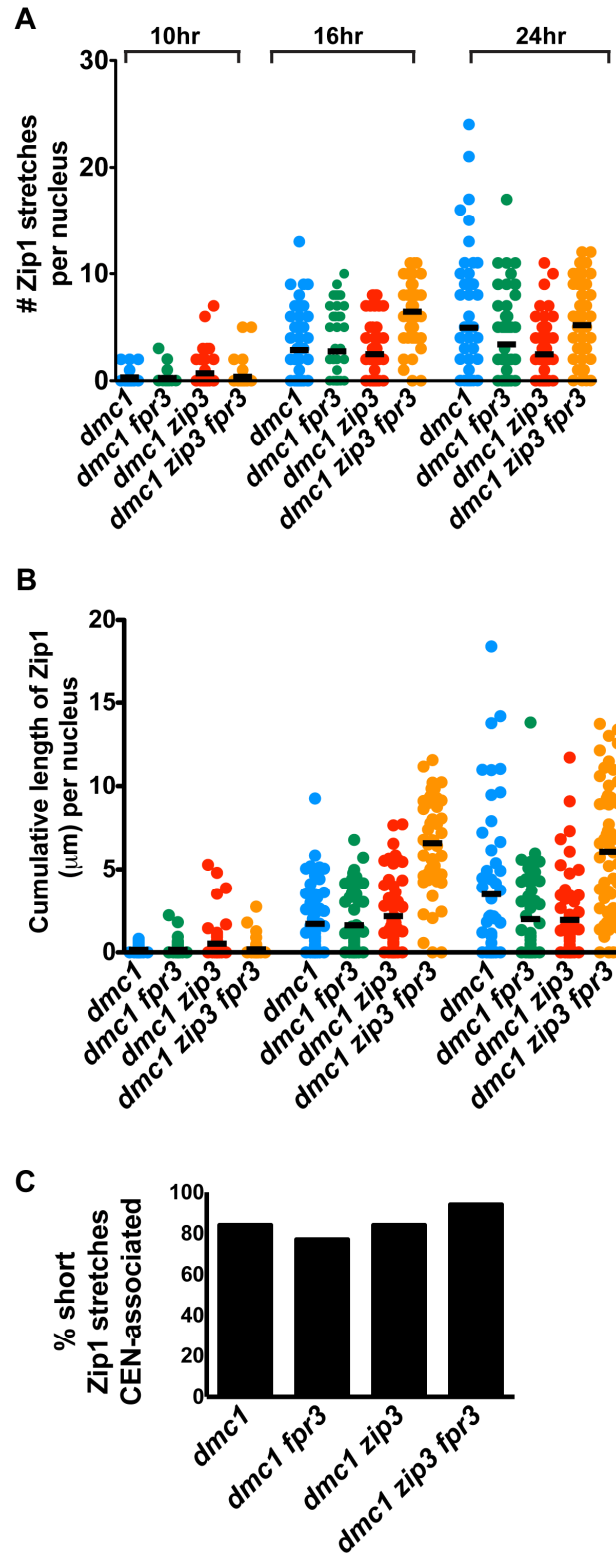 A
10hr 16hr 24hr
# Zip1 stretches
per nucleus
30
20
10
0
dmc1
dmc1 fpr3
dmc1 zip3
dmc1 zip3 fpr3
dmc1
dmc1 fpr3
dmc1 zip3
dmc1 zip3 fpr3
dmc1
dmc1 fpr3
dmc1 zip3
dmc1 zip3 fpr3
B
Cumulative length of Zip1
(μm) per nucleus
20
15
10
5
0
dmc1
dmc1 fpr3
dmc1 zip3
dmc1 zip3 fpr3
dmc1
dmc1 fpr3
dmc1 zip3
dmc1 zip3 fpr3
dmc1
dmc1 fpr3
dmc1 zip3
dmc1 zip3 fpr3
C
% short
Zip1 stretches
CEN-associated
100
80
60
40
20
0
dmc1
dmc1 fpr3
dmc1 zip3
dmc1 zip3 fpr3